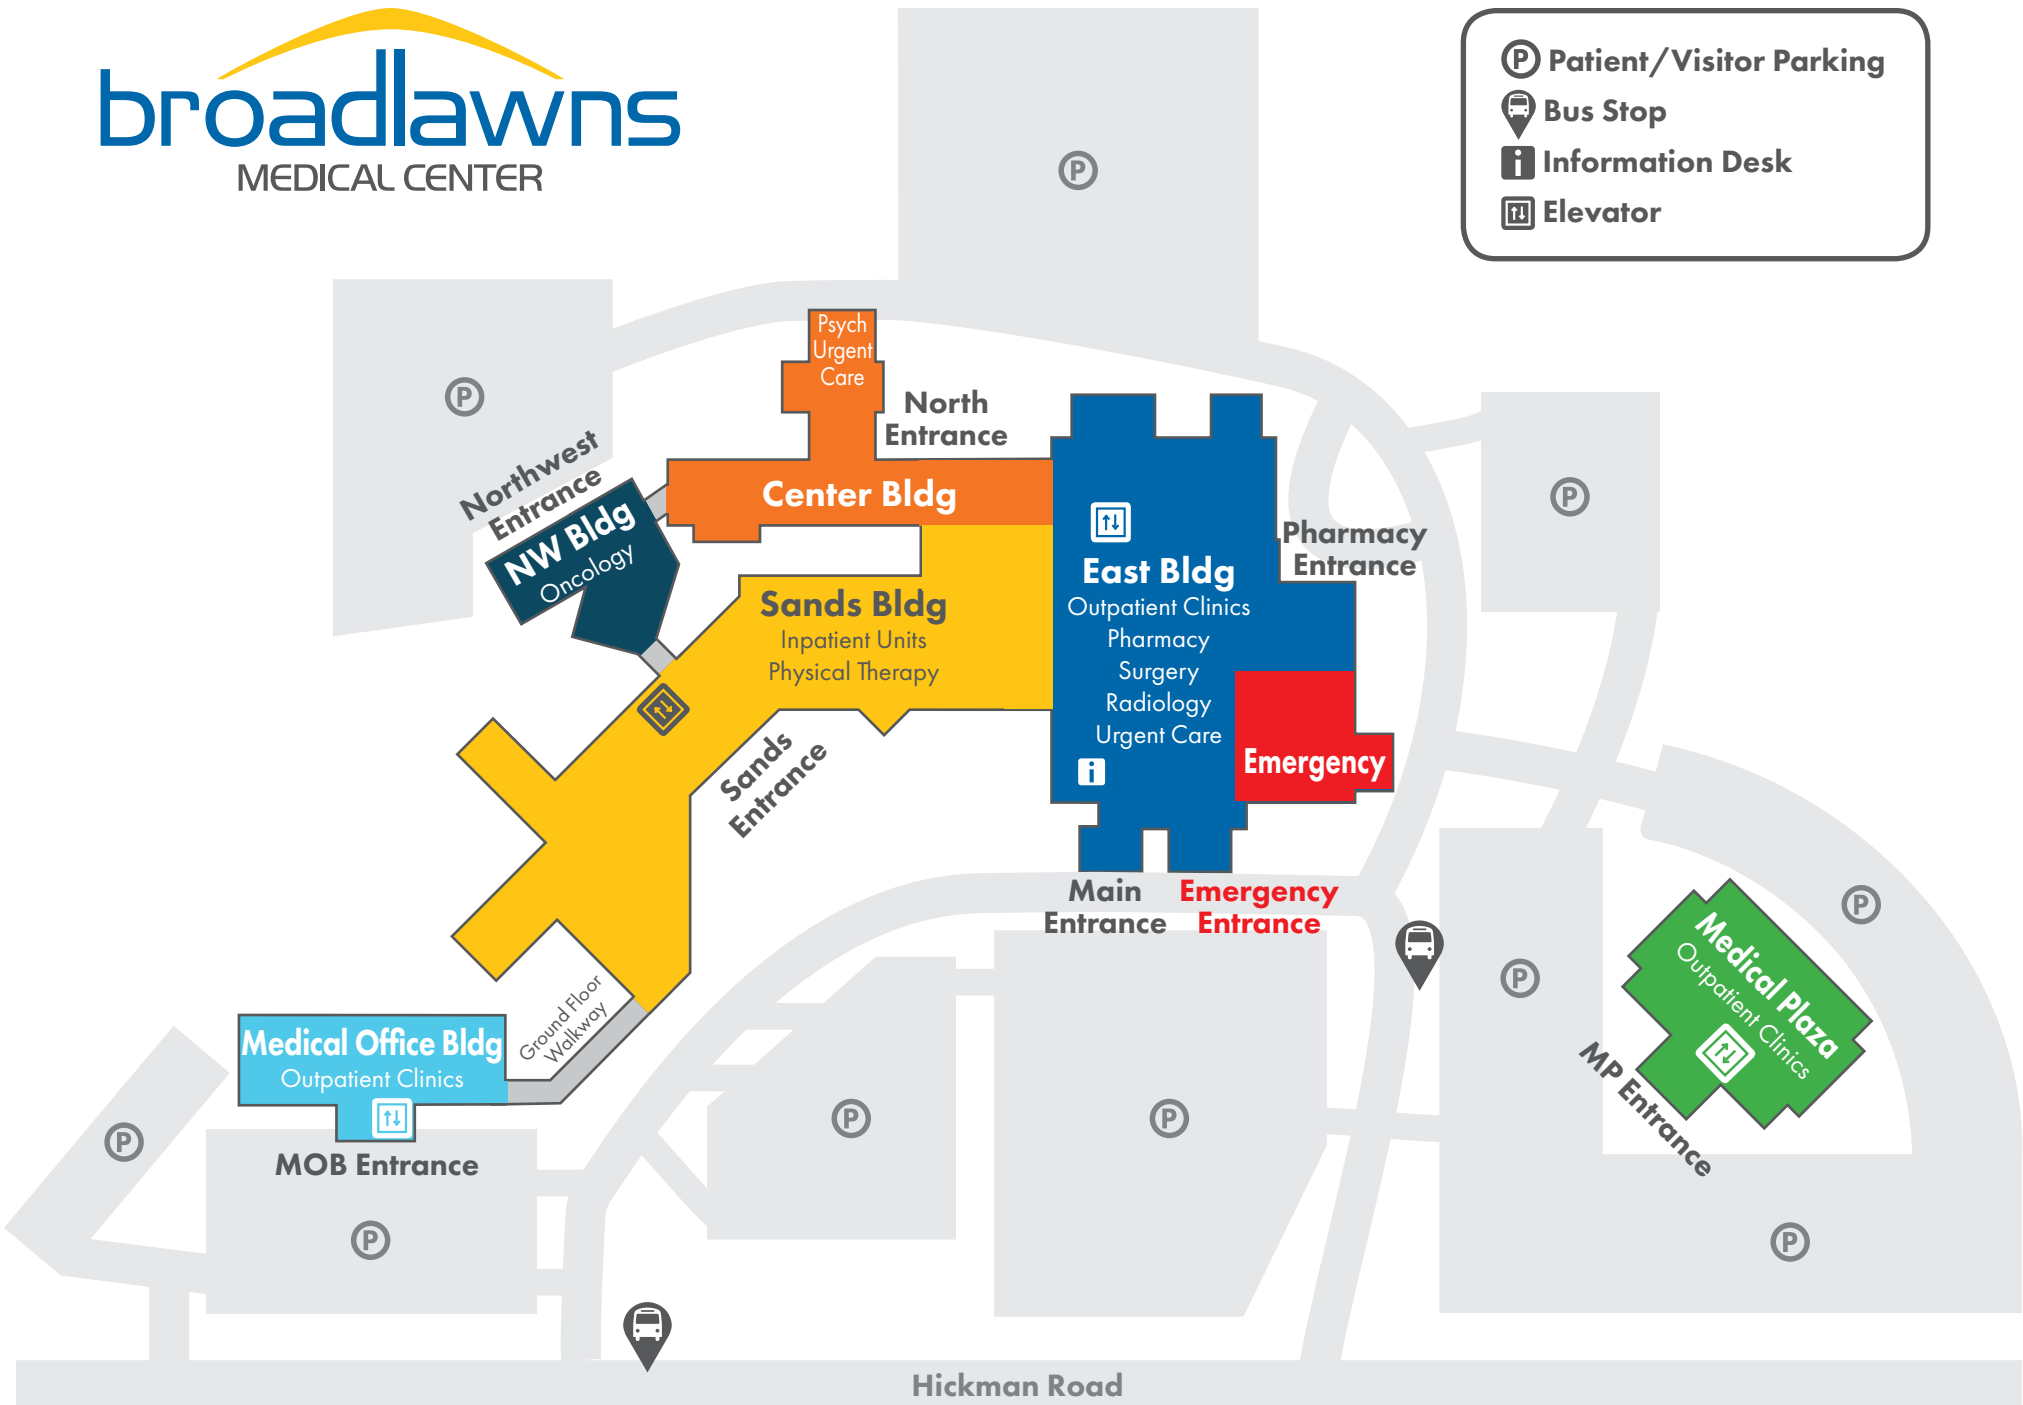 broadlawns
MEDICAL CENTER
P Patient/Visitor Parking
Bus Stop
i Information Desk
Elevator
P
P
Psych
Urgent
Care
North
Entrance
Northwest
Entrance
Center Bldg
NW Bldg
Oncology
P
Pharmacy
Entrance
East Bldg
Outpatient Clinics
Pharmacy
Surgery
Radiology
Urgent Care
i
Sands Bldg
Inpatient Units
Physical Therapy
Emergency
Sands
Entrance
Main
Entrance
Emergency
Entrance
P
P
Medical Plaza
Outpatient Clinics
MP Entrance
Ground Floor
Walkway
Medical Office Bldg
Outpatient Clinics
MOB Entrance
P
P
P
P
P
Hickman Road